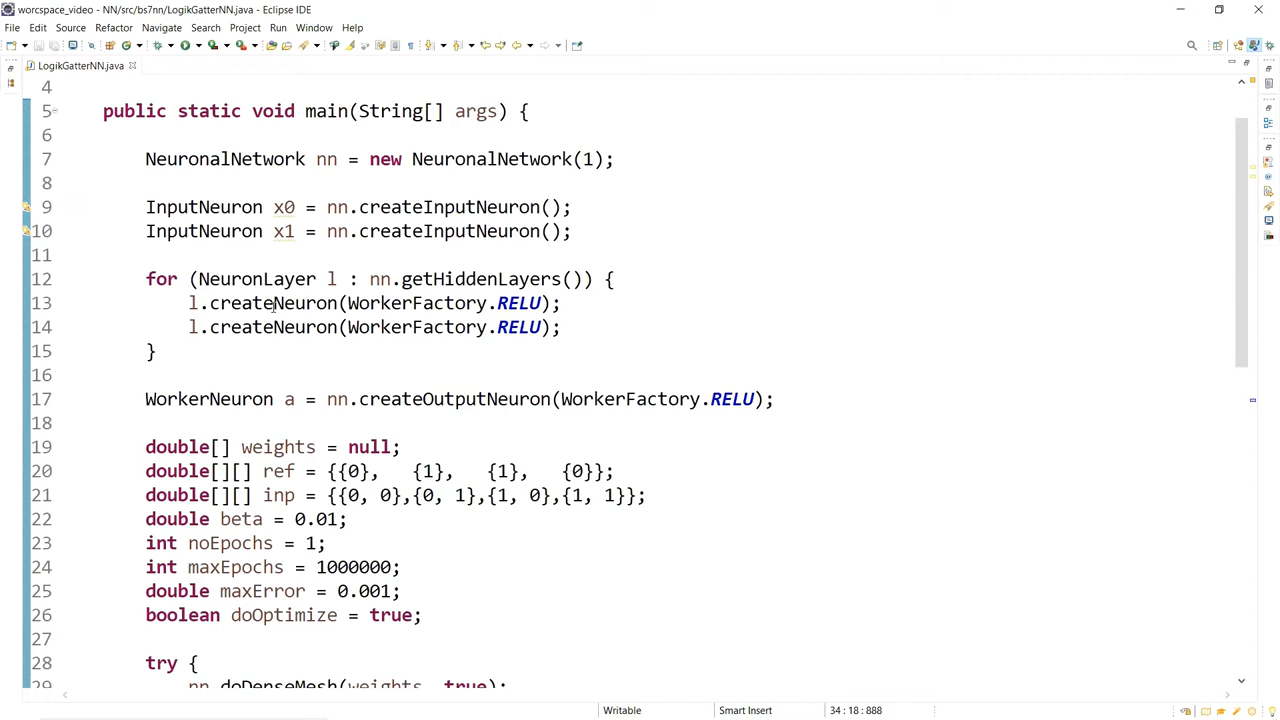 worcspace_video - NN/src/bs7nn/LogikGatterNN.java - Eclipse IDE
File Edit Source Refactor Navigate Search Project Run Window Help
LogikGatterNN.java
4
5 public static void main(String[] args) {
6
7 NeuronalNetwork nn = new NeuronalNetwork(1);
8
9 InputNeuron x0 = nn.createInputNeuron();
10 InputNeuron x1 = nn.createInputNeuron();
11
12 for (NeuronLayer l : nn.getHiddenLayers()) {
13 l.createNeuron(WorkerFactory.RELU);
14 l.createNeuron(WorkerFactory.RELU);
15 }
16
17 WorkerNeuron a = nn.createOutputNeuron(WorkerFactory.RELU);
18
19 double[] weights = null;
20 double[][] ref = {{0}, {1}, {1}, {0}};
21 double[][] inp = {{0, 0},{0, 1},{1, 0},{1, 1}};
22 double beta = 0.01;
23 int noEpochs = 1;
24 int maxEpochs = 1000000;
25 double maxError = 0.001;
26 boolean doOptimize = true;
27
28 try {
29 nn.doDenseMesh(weights, true);
Writable Smart Insert 34 : 18 : 888